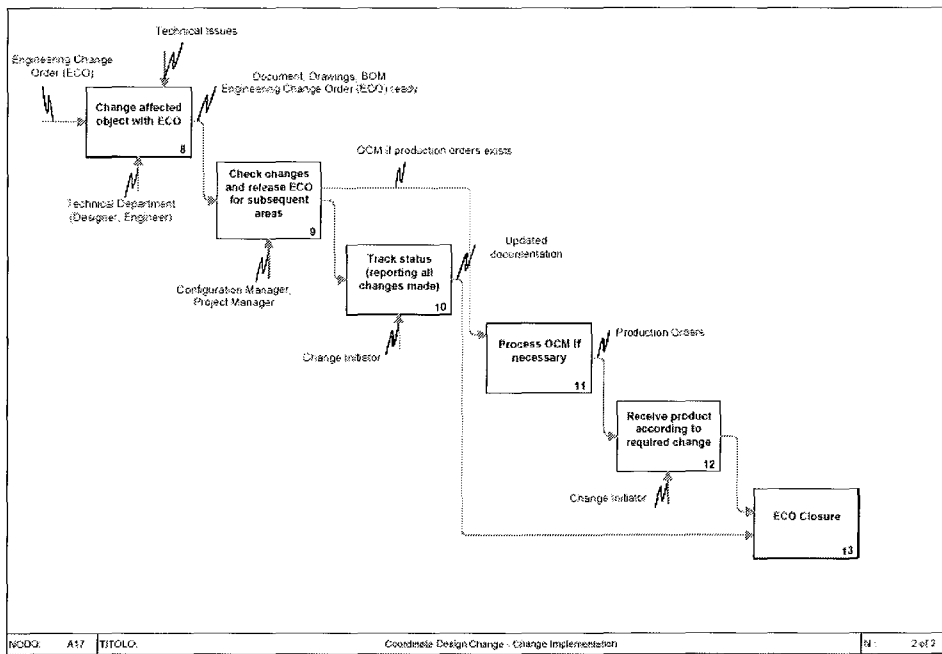 Technical Issues
Engineering Change
Order (ECO)
Document, Drawings, BOM
Engineering Change Order (ECO) ready
Change affected
object with ECO
8
OCM if production orders exists
Check changes
and release ECO
for subsequent
areas
9
Technical Department
(Designer, Engineer)
Updated
documentation
Track status
(reporting all
changes made)
10
Configuration Manager,
Project Manager
Production Orders
Process OCM if
necessary
11
Change Initiator
Receive product
according to
required change
12
Change Initiator
ECO Closure
13
NODO: A17 TITOLO: Coordinate Design Change - Change Implementation N.: 2 of 2